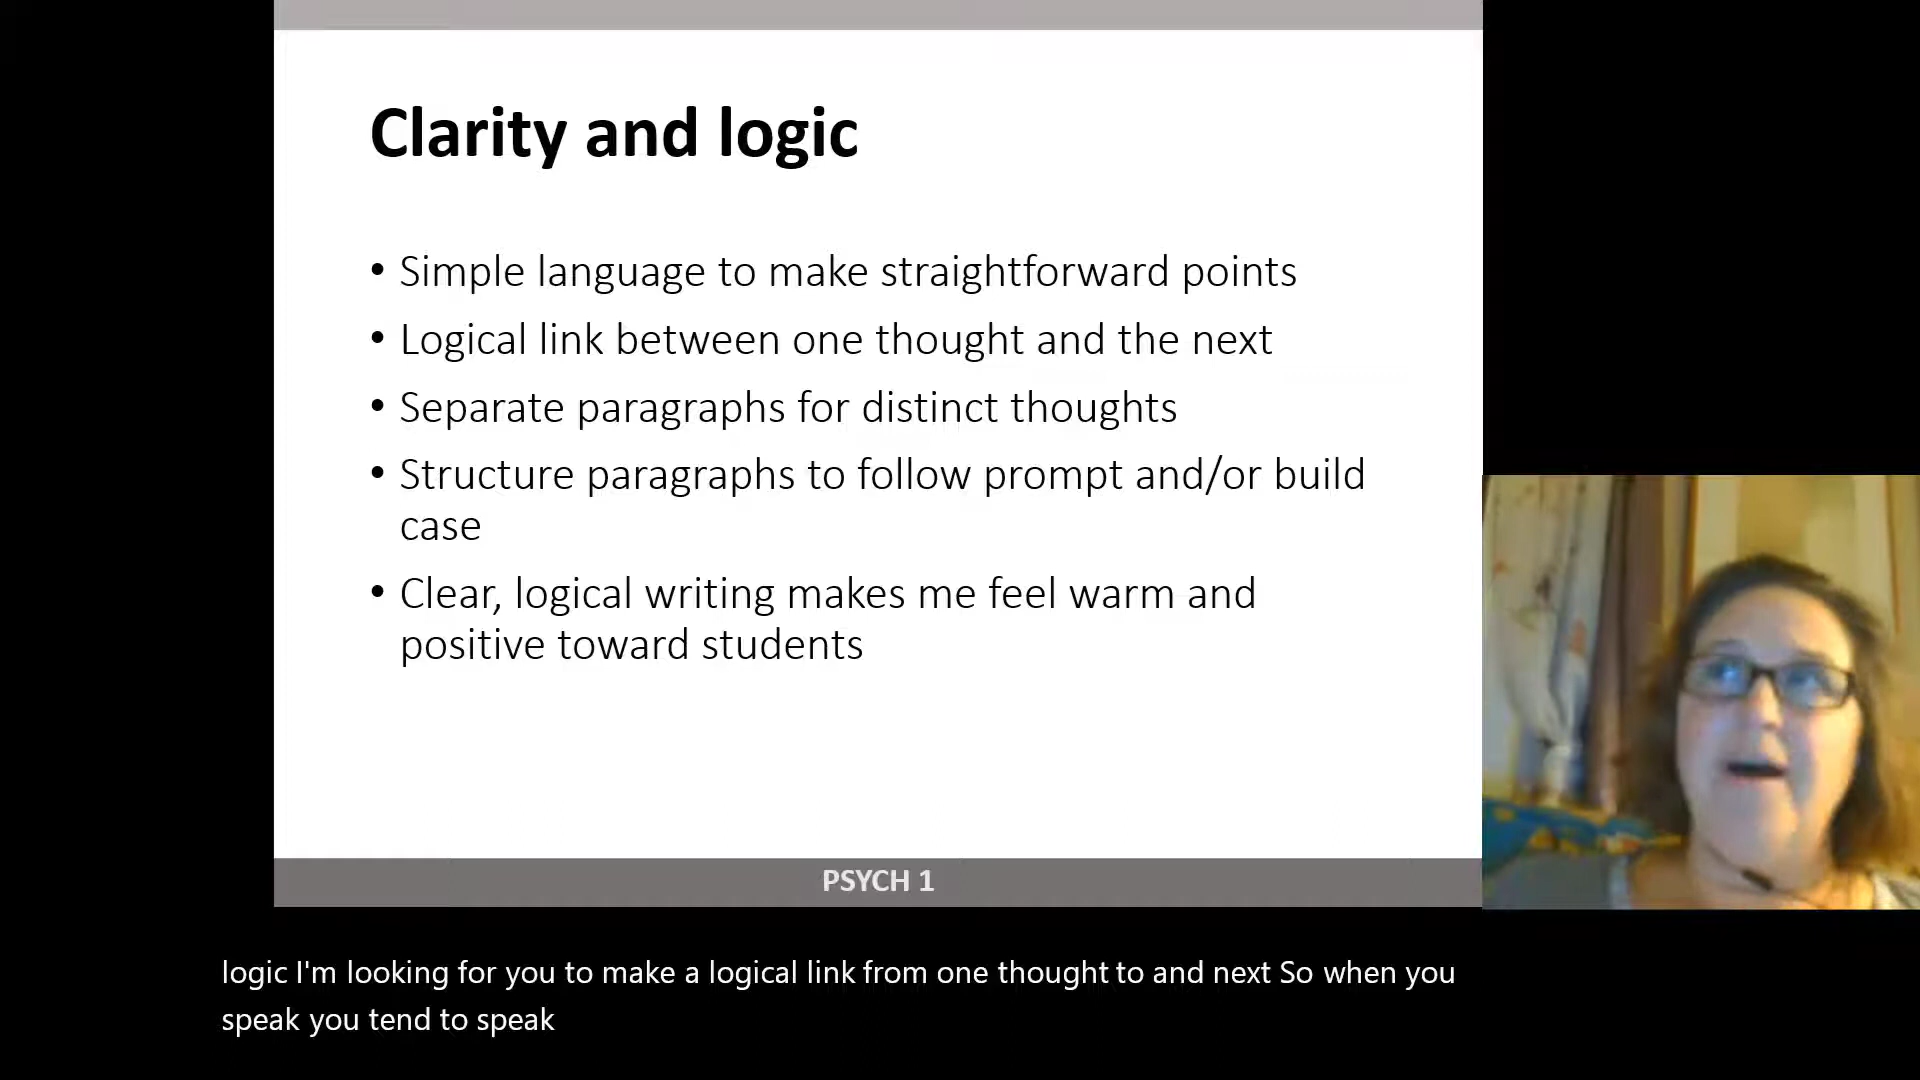 Clarity and logic
• Simple language to make straightforward points
• Logical link between one thought and the next
• Separate paragraphs for distinct thoughts
• Structure paragraphs to follow prompt and/or build
case
• Clear, logical writing makes me feel warm and
positive toward students
PSYCH 1
logic I'm looking for you to make a logical link from one thought to and next So when you
speak you tend to speak